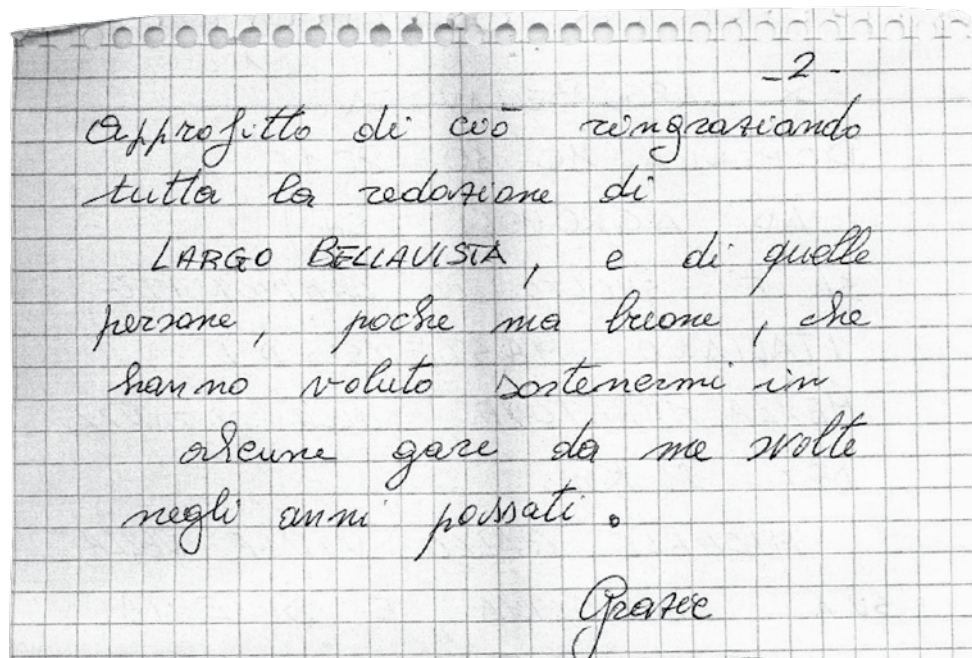 - 2 -
Approfitto di ciò ringraziando
tutta la redazione di
LARGO BELLAVISTA, e di quelle
persone, poche ma buone, che
hanno voluto sostenermi in
alcune gare da me svolte
negli anni passati.
Grazie